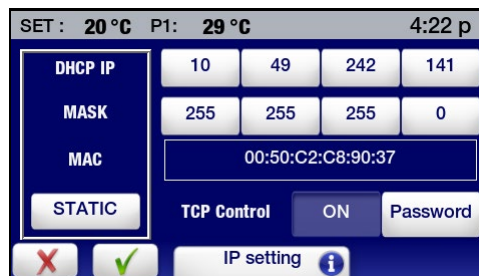 SET : 20 °C P1: 29 °C 4:22 p
DHCP IP 10 49 242 141
MASK 255 255 255 0
MAC 00:50:C2:C8:90:37
STATIC TCP Control ON Password
IP setting i